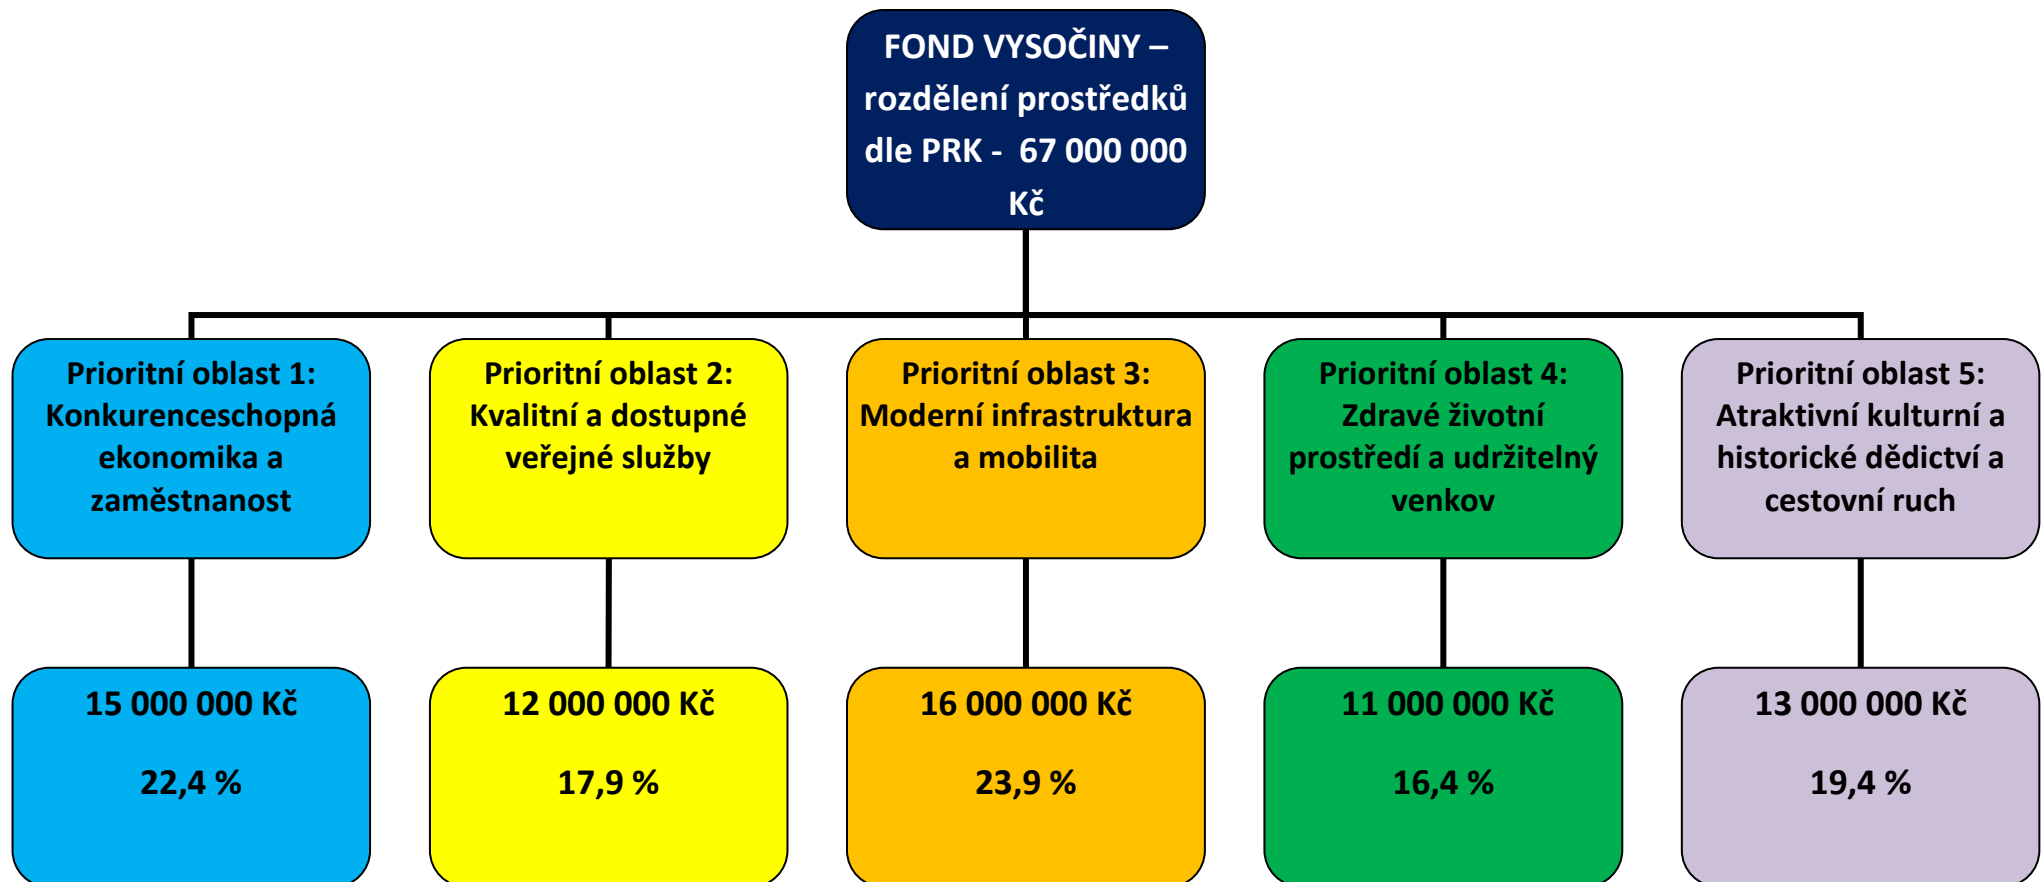 FOND VYSOČINY –
rozdělení prostředků
dle PRK -  67 000 000
Kč
Prioritní oblast 1:
Konkurenceschopná
ekonomika a
zaměstnanost
Prioritní oblast 2:
Kvalitní a dostupné
veřejné služby
Prioritní oblast 3:
Moderní infrastruktura
a mobilita
Prioritní oblast 4:
Zdravé životní
prostředí a udržitelný
venkov
Prioritní oblast 5:
Atraktivní kulturní a
historické dědictví a
cestovní ruch
15 000 000 Kč
22,4 %
12 000 000 Kč
17,9 %
16 000 000 Kč
23,9 %
11 000 000 Kč
16,4 %
13 000 000 Kč
19,4 %